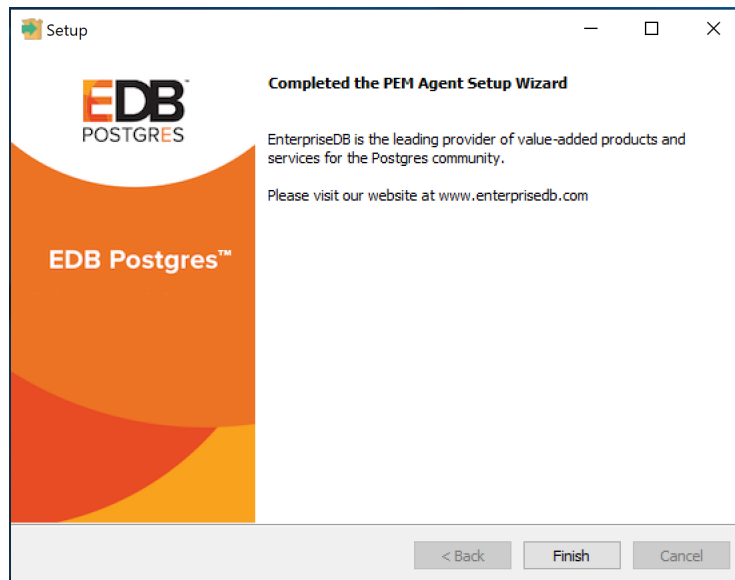 Setup
EDB™
POSTGRES
EDB Postgres™
Completed the PEM Agent Setup Wizard
EnterpriseDB is the leading provider of value-added products and
services for the Postgres community.
Please visit our website at www.enterprisedb.com
< Back
Finish
Cancel